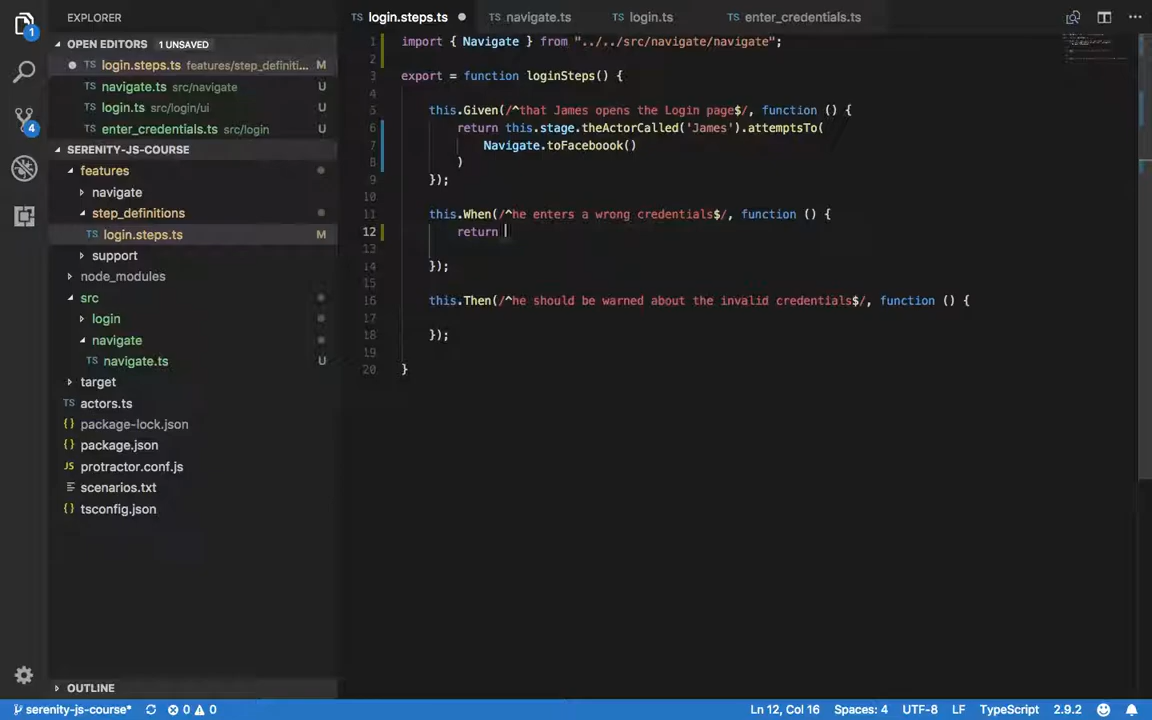 EXPLORER
login.steps.ts
navigate.ts
login.ts
enter_credentials.ts
1
OPEN EDITORS 1 UNSAVED
login.steps.ts features/step_definiti... M
navigate.ts src/navigate U
login.ts src/login/ui U
enter_credentials.ts src/login U
SERENITY-JS-COURSE
features
navigate
step_definitions
login.steps.ts M
support
node_modules
src
login
navigate
TS navigate.ts U
target
TS actors.ts
{} package-lock.json
{} package.json
JS protractor.conf.js
scenarios.txt
{} tsconfig.json
OUTLINE
4
1 import { Navigate } from "../../src/navigate/navigate";
2
3 export = function loginSteps() {
4
5 this.Given(/^that James opens the Login page$/, function () {
6 return this.stage.theActorCalled('James').attemptsTo(
7 Navigate.toFaceboook()
8 )
9 });
10
11 this.When(/^he enters a wrong credentials$/, function () {
12 return
13
14 });
15
16 this.Then(/^he should be warned about the invalid credentials$/, function () {
17
18 });
19
20 }
serenity-js-course* 0 0 Ln 12, Col 16 Spaces: 4 UTF-8 LF TypeScript 2.9.2